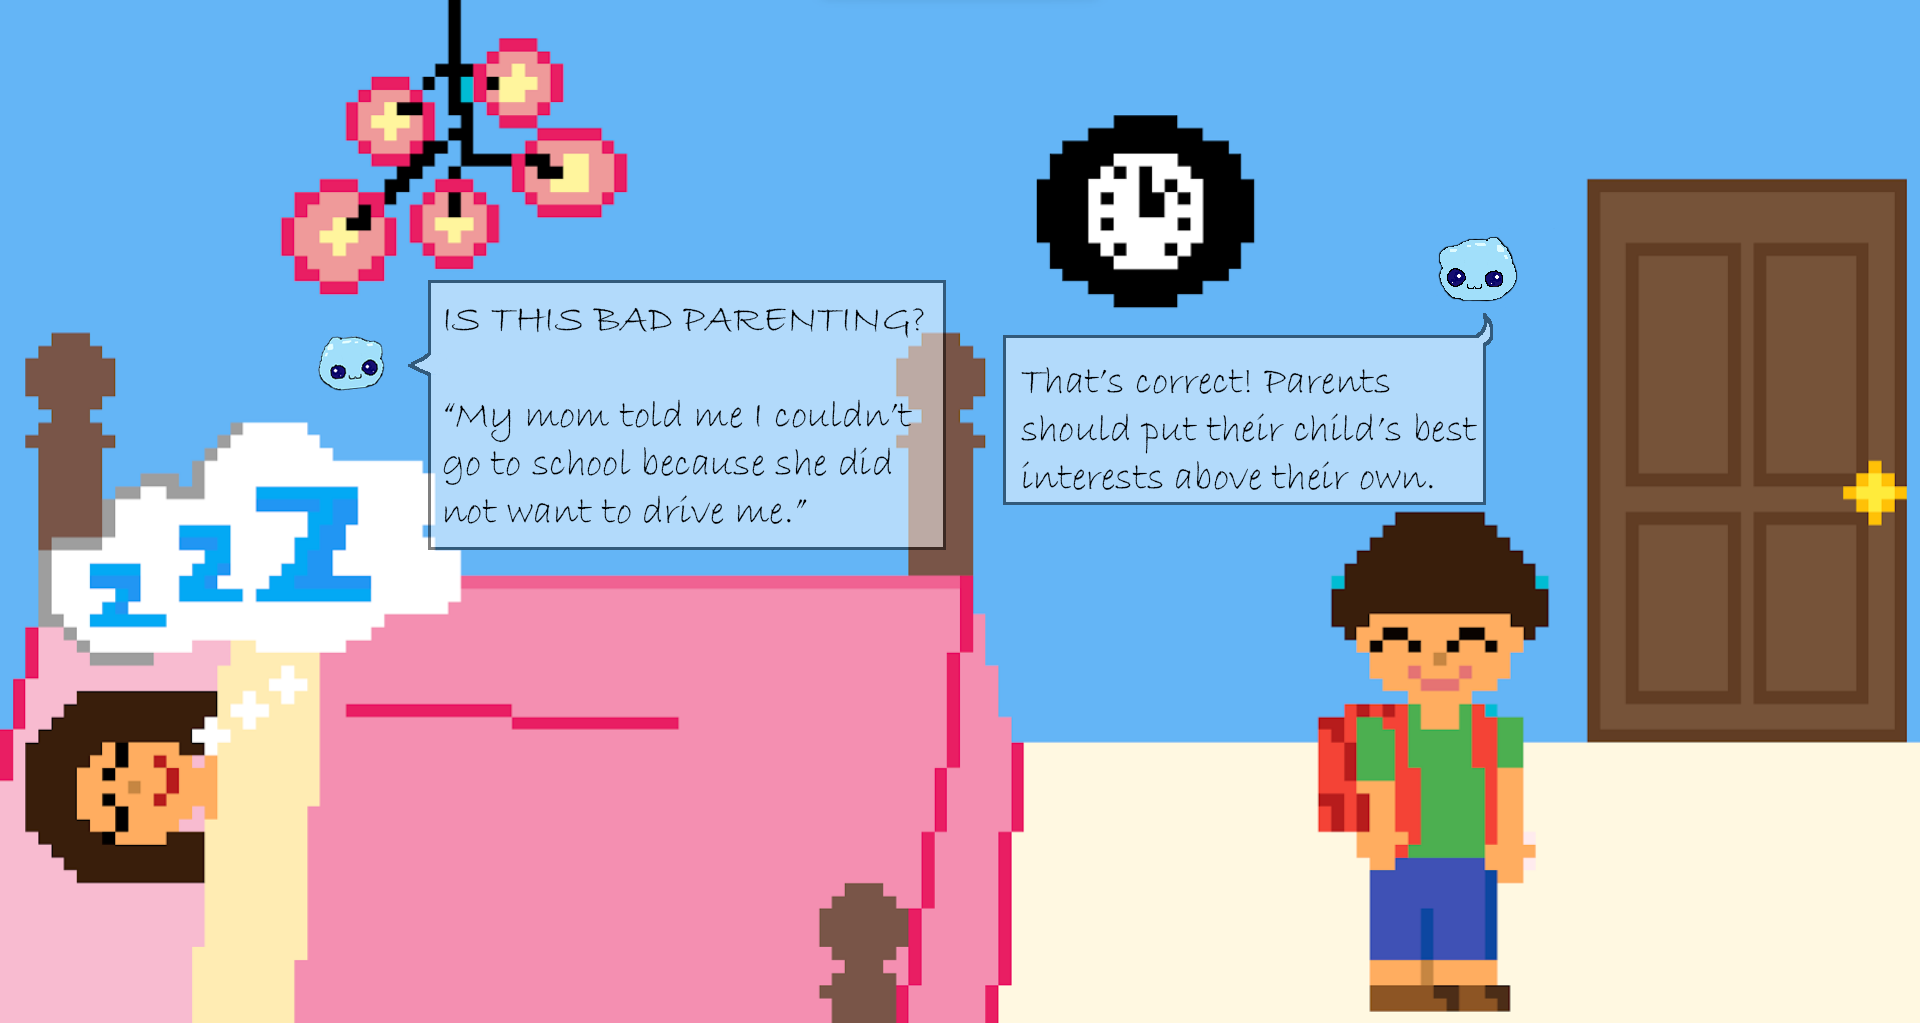 IS THIS BAD PARENTING?
“My mom told me I couldn’t
go to school because she did
not want to drive me.”
That’s correct! Parents
should put their child’s best
interests above their own.
z z Z